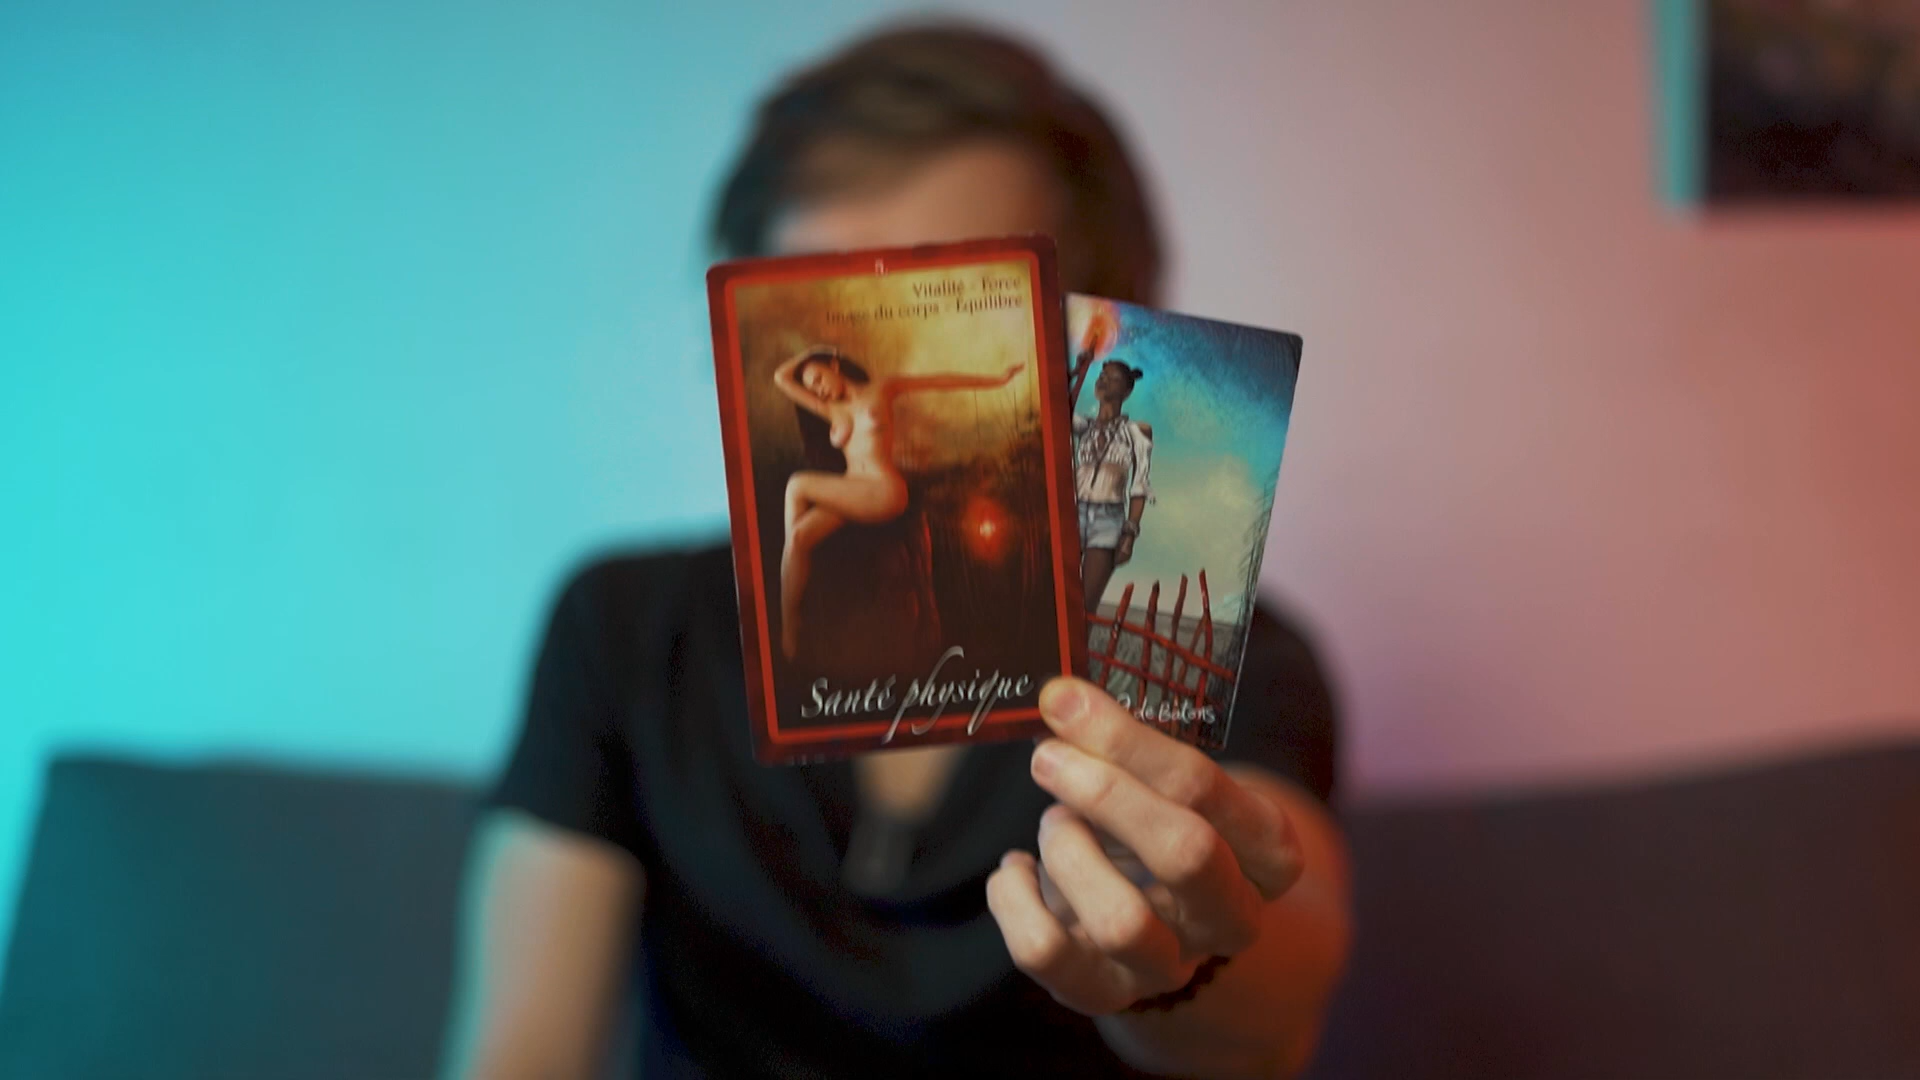 Vitalité - Force
Image du corps - Équilibre
Santé physique
de Bâtons